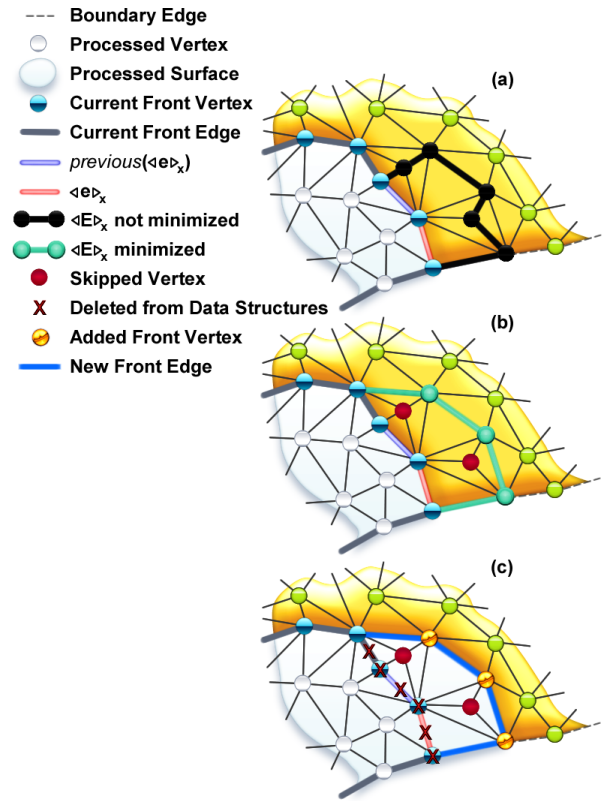 Boundary Edge
Processed Vertex
Processed Surface
Current Front Vertex
Current Front Edge
previous(⊲e⊳ₓ)
⊲e⊳ₓ
⊲E⊳ₓ not minimized
⊲E⊳ₓ minimized
Skipped Vertex
X Deleted from Data Structures
Added Front Vertex
New Front Edge
(a)
(b)
(c)